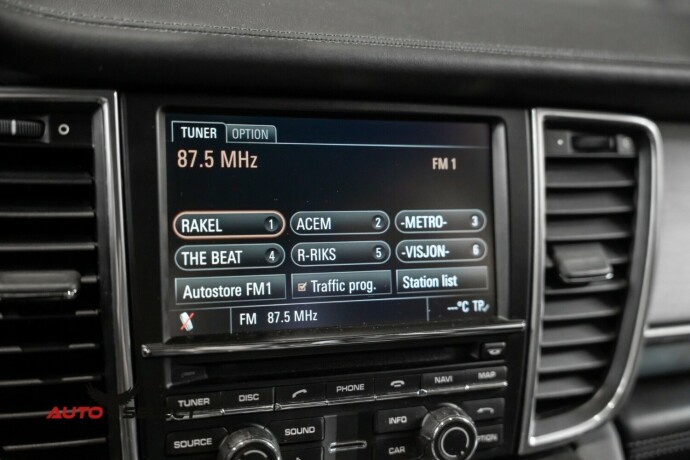 TUNER OPTION
87.5 MHz FM 1
RAKEL 1 ACEM 2 -METRO- 3
THE BEAT 4 R-RIKS 5 -VISJON- 6
Autostore FM1 Traffic prog. Station list
FM 87.5 MHz ---°C TP
TUNER DISC PHONE NAVI MAP
SOURCE SOUND INFO
CAR OPTION
AUTO